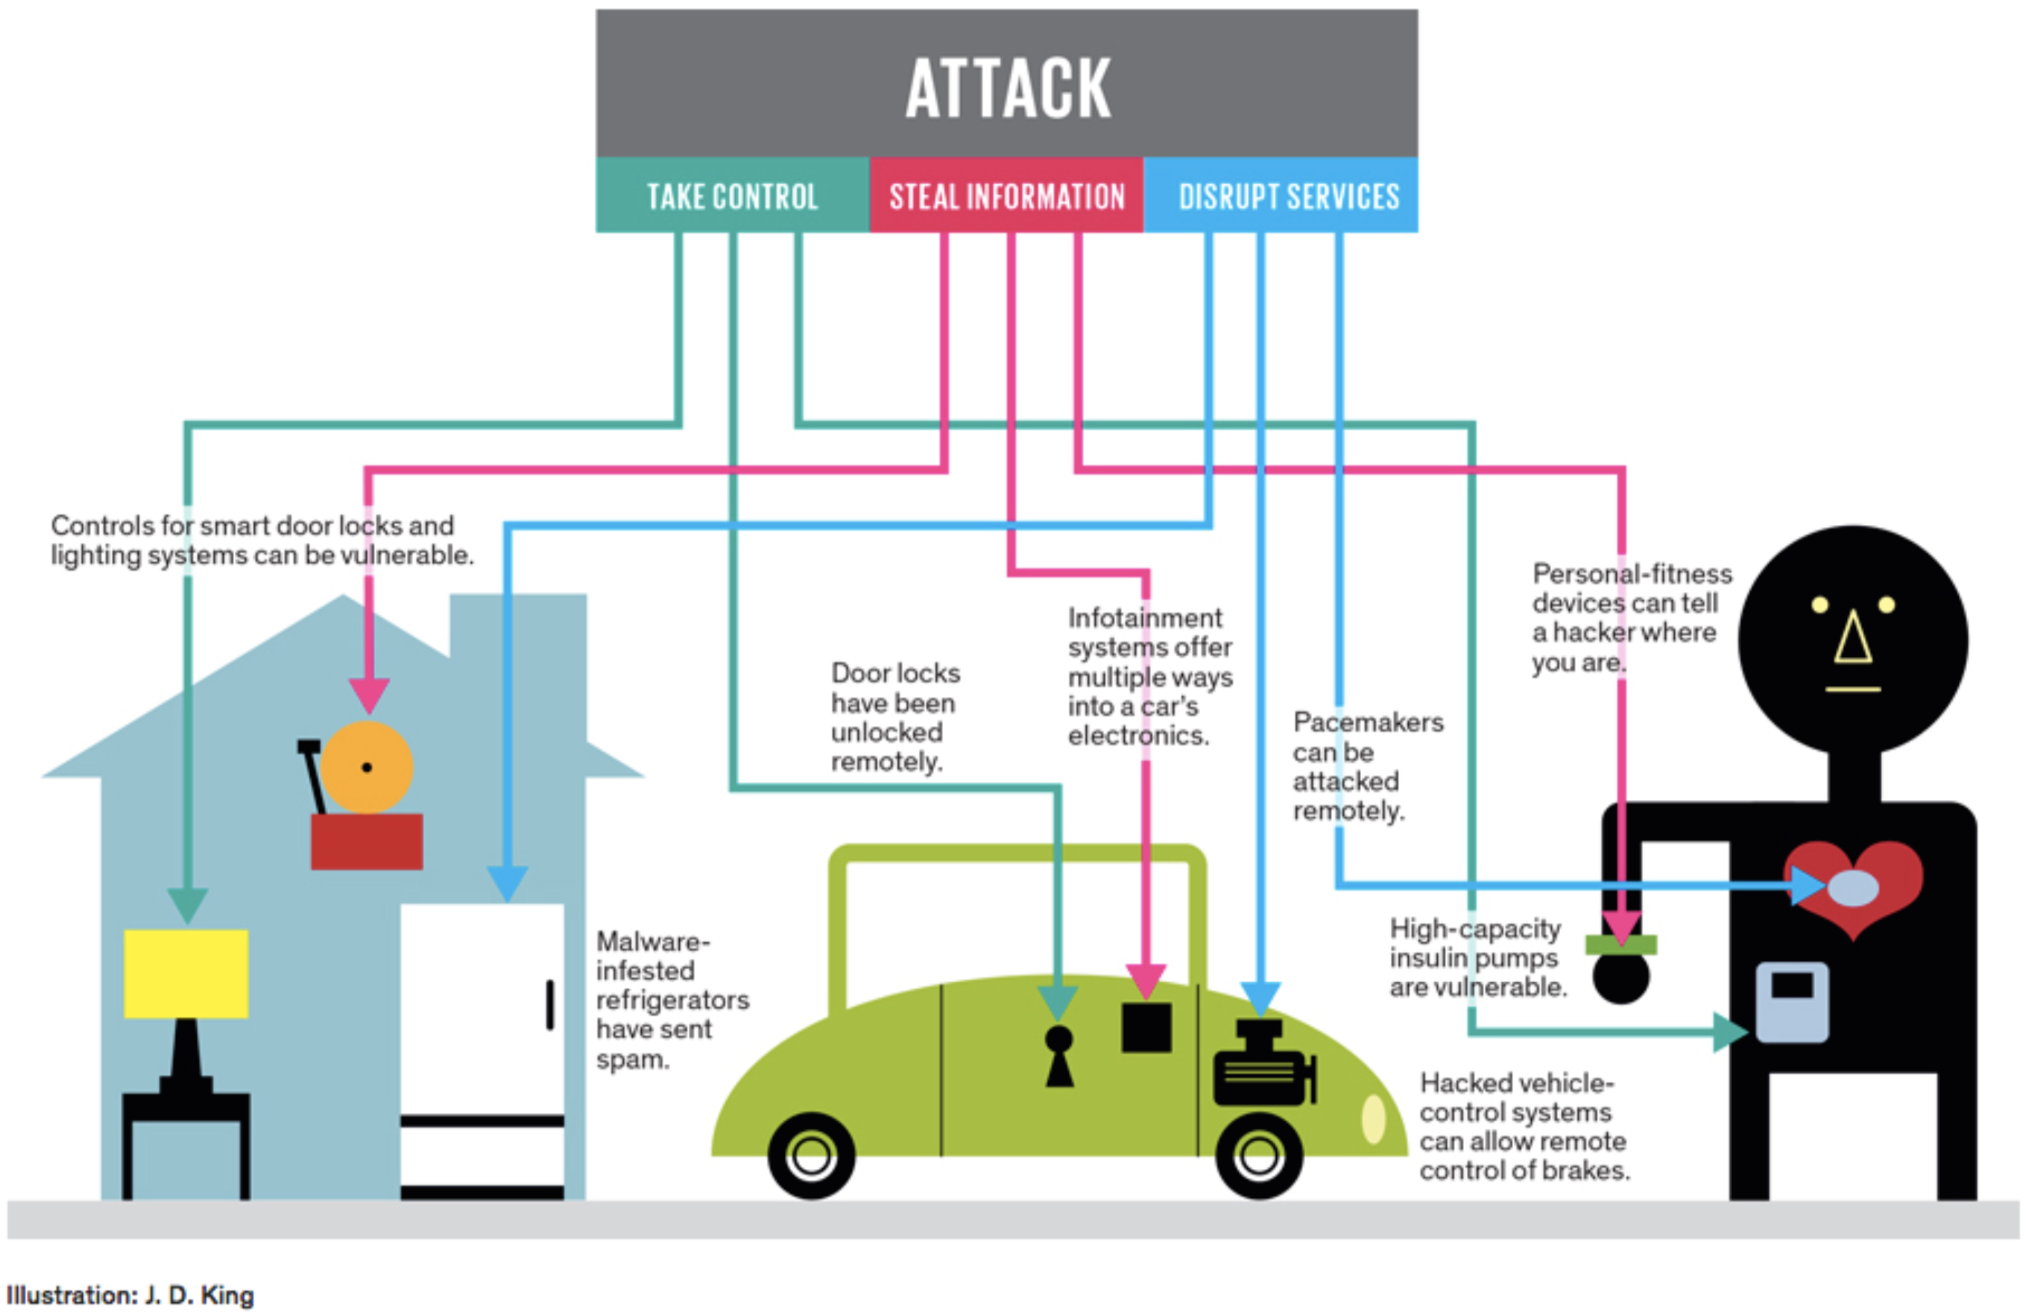 ATTACK
TAKE CONTROL
STEAL INFORMATION
DISRUPT SERVICES
Controls for smart door locks and
lighting systems can be vulnerable.
Malware-
infested
refrigerators
have sent
spam.
Door locks
have been
unlocked
remotely.
Infotainment
systems offer
multiple ways
into a car's
electronics.
Pacemakers
can be
attacked
remotely.
Personal-fitness
devices can tell
a hacker where
you are.
High-capacity
insulin pumps
are vulnerable.
Hacked vehicle-
control systems
can allow remote
control of brakes.
Illustration: J. D. King